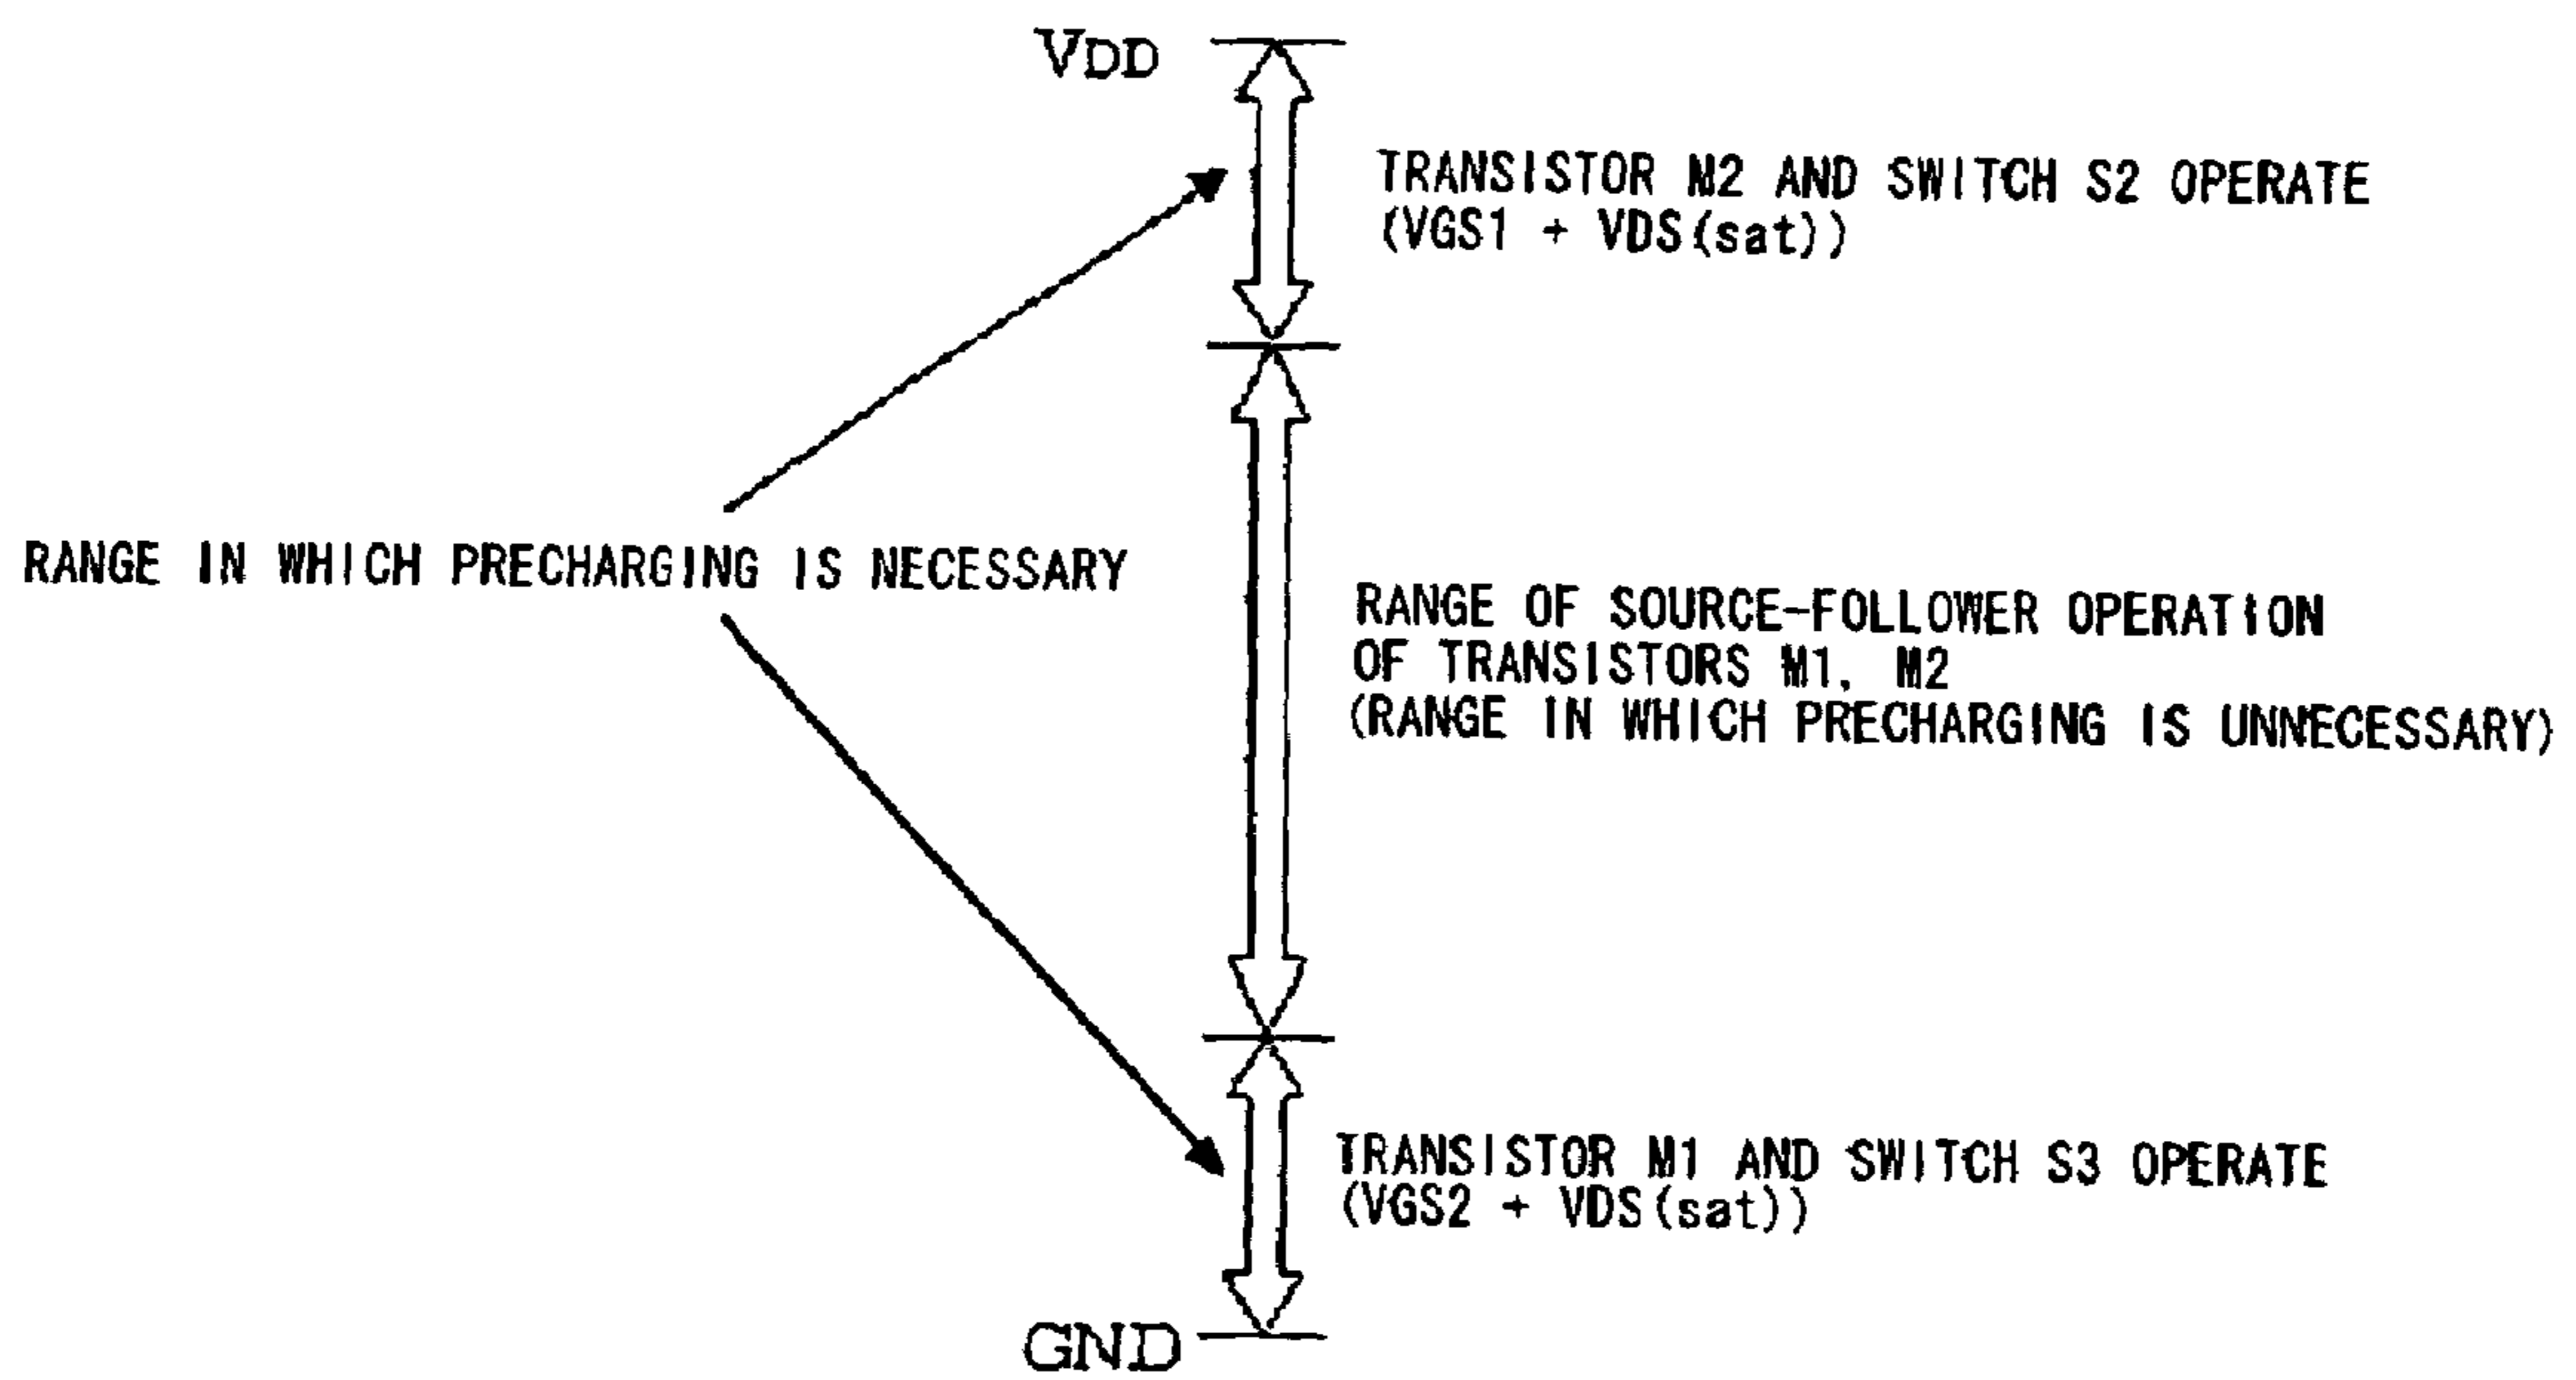 VDD
TRANSISTOR M2 AND SWITCH S2 OPERATE
(VGS1 + VDS(sat))
RANGE IN WHICH PRECHARGING IS NECESSARY
RANGE OF SOURCE-FOLLOWER OPERATION
OF TRANSISTORS M1, M2
(RANGE IN WHICH PRECHARGING IS UNNECESSARY)
TRANSISTOR M1 AND SWITCH S3 OPERATE
(VGS2 + VDS(sat))
GND